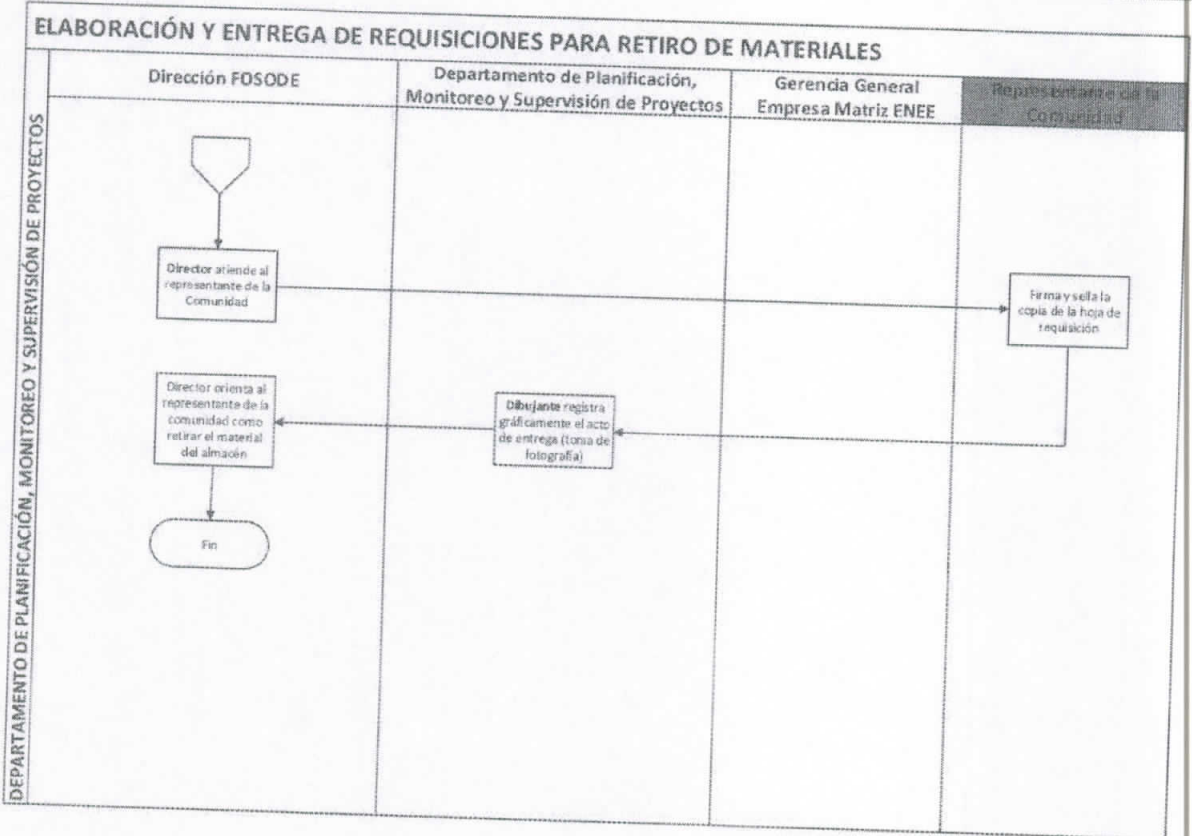 ELABORACIÓN Y ENTREGA DE REQUISICIONES PARA RETIRO DE MATERIALES
DEPARTAMENTO DE PLANIFICACIÓN, MONITOREO Y SUPERVISIÓN DE PROYECTOS
Dirección FOSODE
Departamento de Planificación,
Monitoreo y Supervisión de Proyectos
Gerencia General
Empresa Matriz ENEE
Representante de la
Comunidad
Director atiende al
representante de la
Comunidad
Firma y sella la
copia de la hoja de
requisición
Director orienta al
representante de la
comunidad como
retirar el material
del almacén
Dibujante registra
gráficamente el acto
de entrega (toma de
fotografía)
Fin